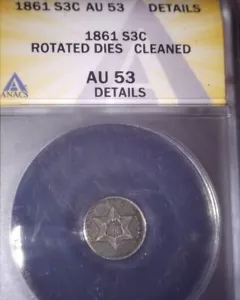 1861 S3C AU 53 DETAILS
1861 S3C
ROTATED DIES CLEANED
AU 53
DETAILS
ANACS